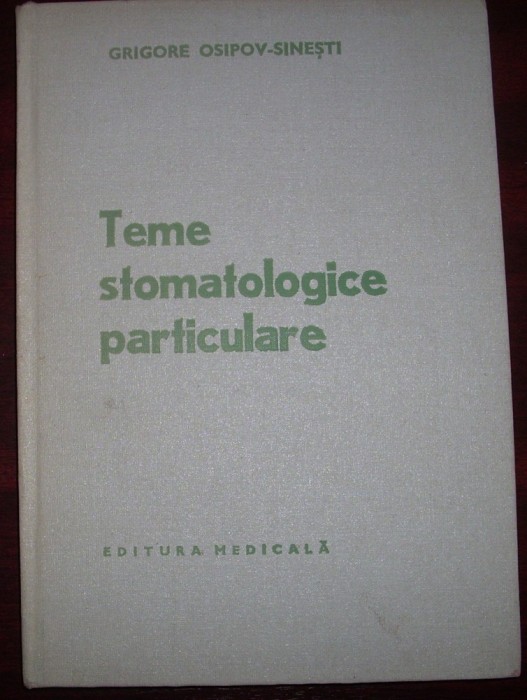 GRIGORE OSIPOV-SINEȘTI
Teme
stomatologice
particulare
EDITURA MEDICALĂ